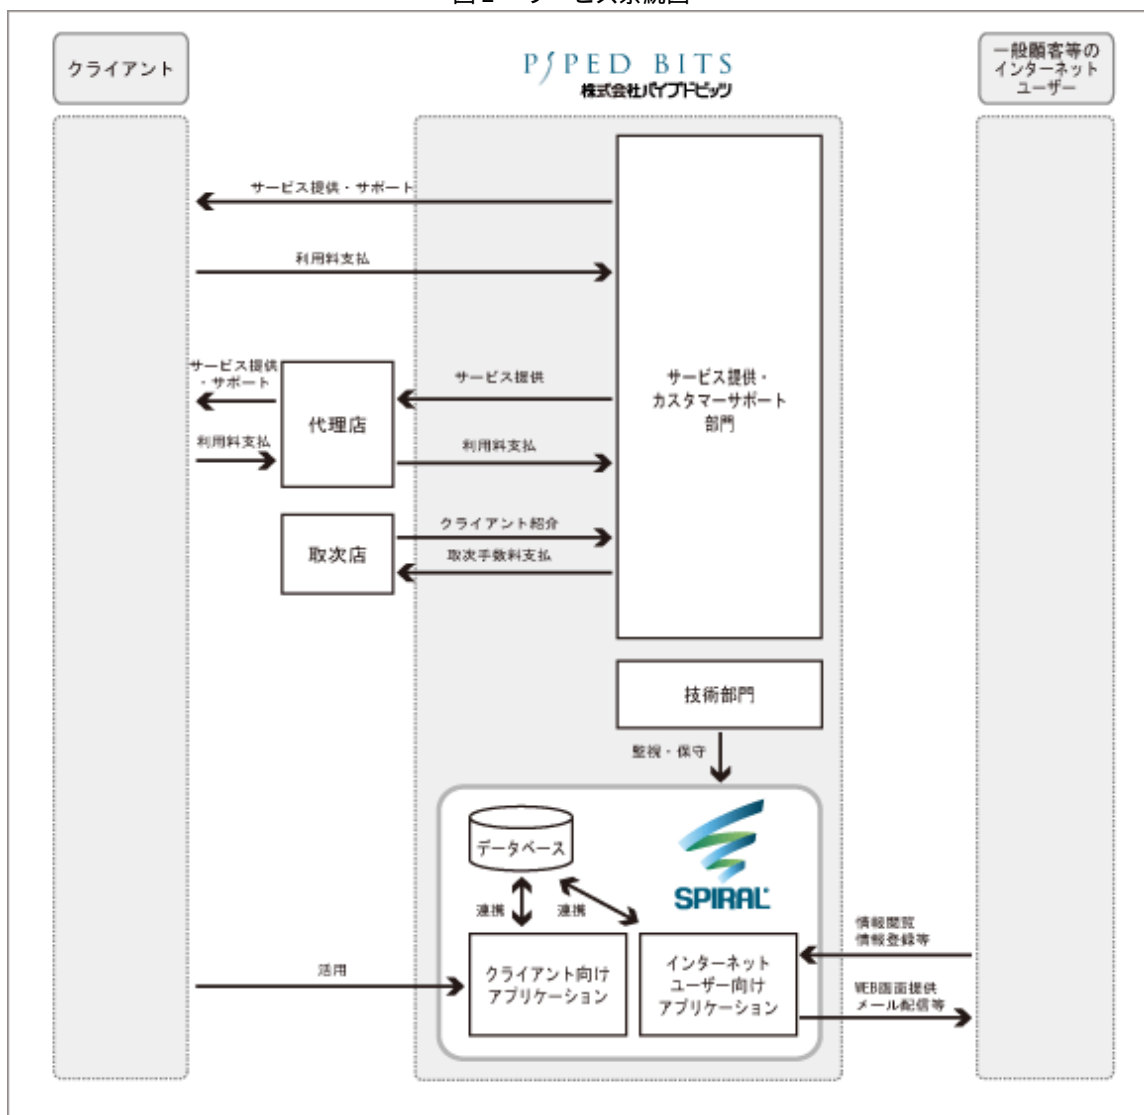 クライアント
PIPED BITS
株式会社パイプドビッツ
一般顧客等の
インターネット
ユーザー
サービス提供・サポート
利用料支払
サービス提供
・サポート
利用料支払
代理店
サービス提供
利用料支払
サービス提供・
カスタマーサポート
部門
取次店
クライアント紹介
取次手数料支払
技術部門
監視・保守
データベース
SPIRAL
連携
連携
クライアント向け
アプリケーション
インターネット
ユーザー向け
アプリケーション
活用
情報閲覧
情報登録等
WEB画面提供
メール配信等